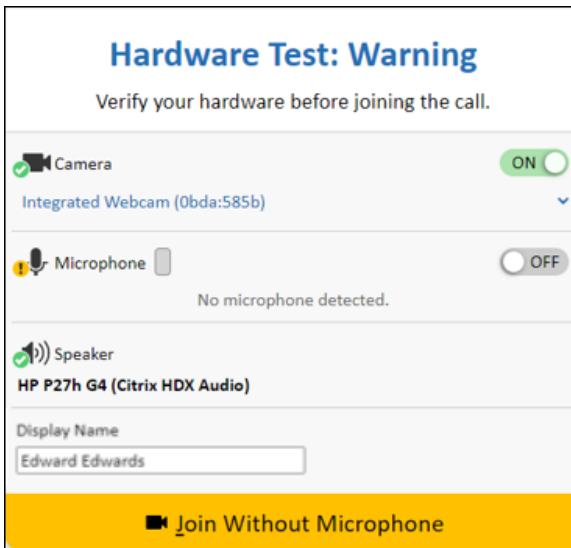 Hardware Test: Warning
Verify your hardware before joining the call.
Camera
ON
Integrated Webcam (0bda:585b)
Microphone
OFF
No microphone detected.
Speaker
HP P27h G4 (Citrix HDX Audio)
Display Name
Edward Edwards
Join Without Microphone